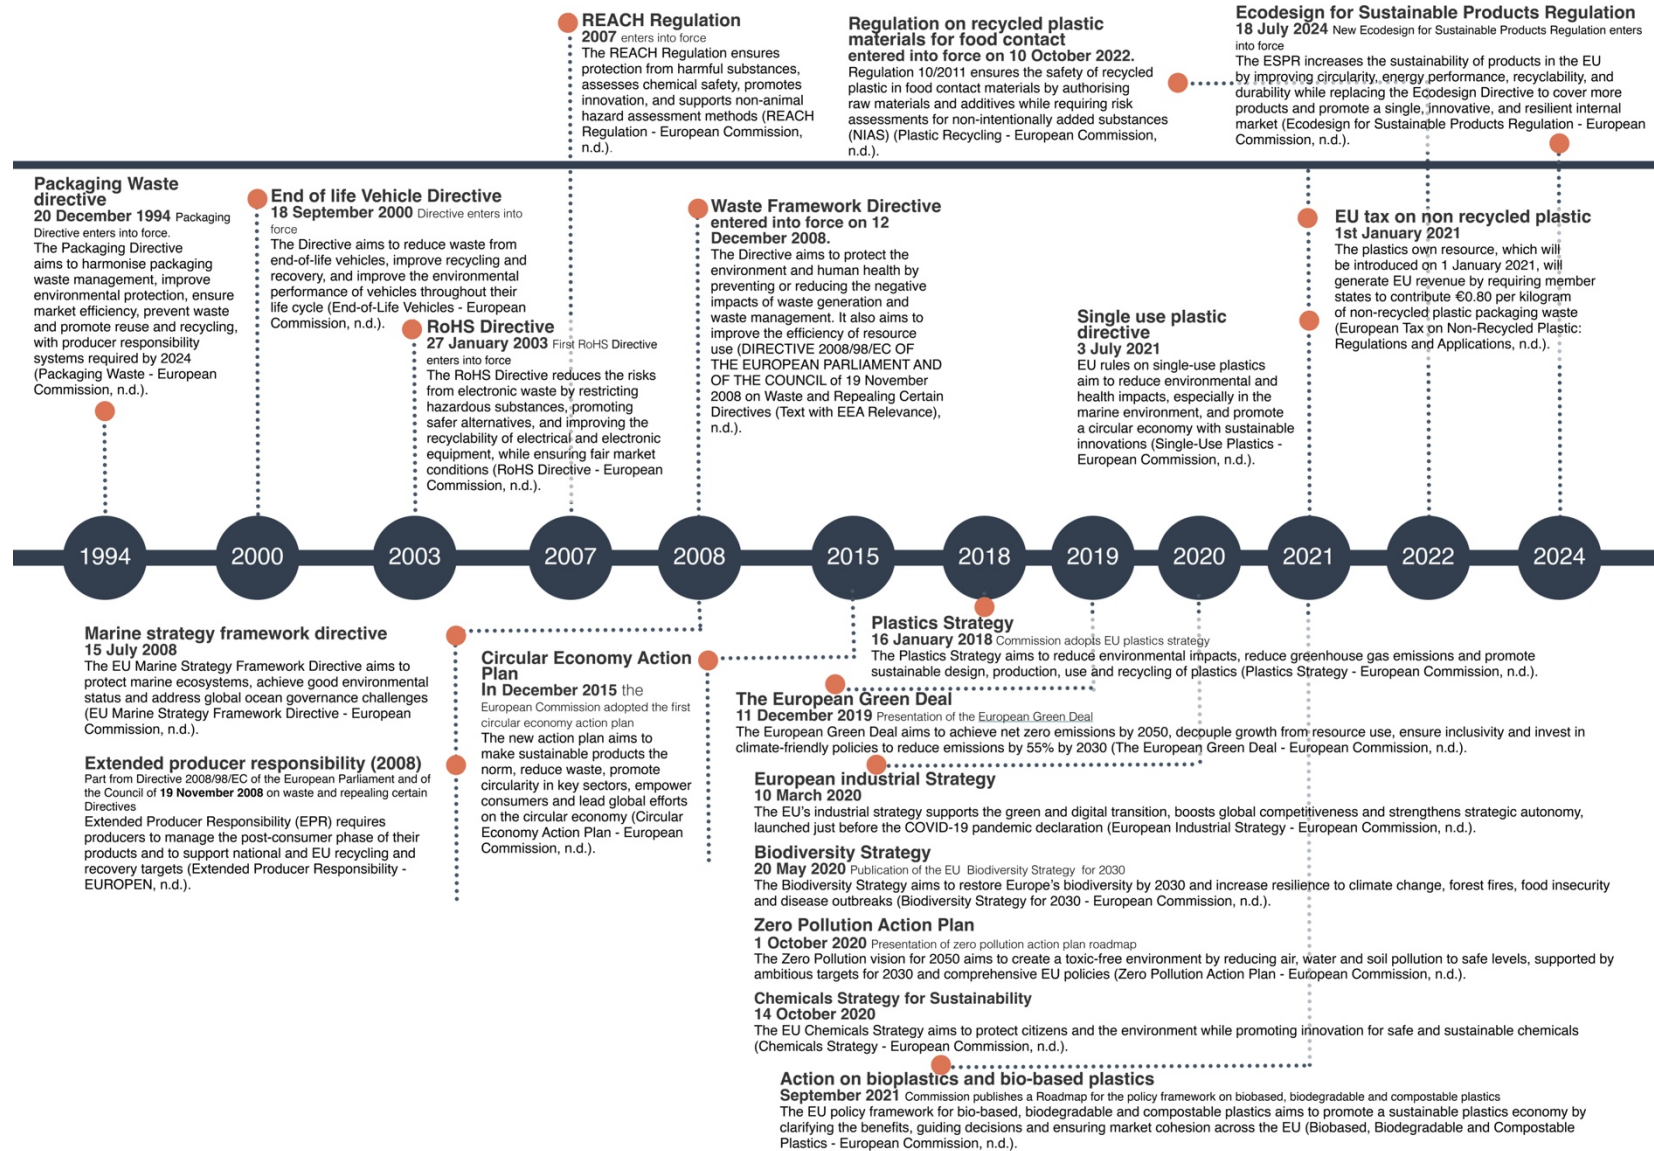 REACH Regulation
2007 enters into force
The REACH Regulation ensures
protection from harmful substances,
assesses chemical safety, promotes
innovation, and supports non-animal
hazard assessment methods (REACH
Regulation - European Commission,
n.d.).
Regulation on recycled plastic
materials for food contact
entered into force on 10 October 2022.
Regulation 10/2011 ensures the safety of recycled
plastic in food contact materials by authorising
raw materials and additives while requiring risk
assessments for non-intentionally added substances
(NIAS) (Plastic Recycling - European Commission,
n.d.).
Ecodesign for Sustainable Products Regulation
18 July 2024 New Ecodesign for Sustainable Products Regulation enters
into force
The ESPR increases the sustainability of products in the EU
by improving circularity, energy performance, recyclability, and
durability while replacing the Ecodesign Directive to cover more
products and promote a single, innovative, and resilient internal
market (Ecodesign for Sustainable Products Regulation - European
Commission, n.d.).
Packaging Waste
directive
20 December 1994 Packaging
Directive enters into force.
The Packaging Directive
aims to harmonise packaging
waste management, improve
environmental protection, ensure
market efficiency, prevent waste
and promote reuse and recycling,
with producer responsibility
systems required by 2024
(Packaging Waste - European
Commission, n.d.).
End of life Vehicle Directive
18 September 2000 Directive enters into
force
The Directive aims to reduce waste from
end-of-life vehicles, improve recycling and
recovery, and improve the environmental
performance of vehicles throughout their
life cycle (End-of-Life Vehicles - European
Commission, n.d.).
RoHS Directive
27 January 2003 First RoHS Directive
enters into force
The RoHS Directive reduces the risks
from electronic waste by restricting
hazardous substances, promoting
safer alternatives, and improving the
recyclability of electrical and electronic
equipment, while ensuring fair market
conditions (RoHS Directive - European
Commission, n.d.).
Waste Framework Directive
entered into force on 12
December 2008.
The Directive aims to protect the
environment and human health by
preventing or reducing the negative
impacts of waste generation and
waste management. It also aims to
improve the efficiency of resource
use (DIRECTIVE 2008/98/EC OF
THE EUROPEAN PARLIAMENT AND
OF THE COUNCIL of 19 November
2008 on Waste and Repealing Certain
Directives (Text with EEA Relevance),
n.d.).
Single use plastic
directive
3 July 2021
EU rules on single-use plastics
aim to reduce environmental and
health impacts, especially in the
marine environment, and promote
a circular economy with sustainable
innovations (Single-Use Plastics -
European Commission, n.d.).
EU tax on non recycled plastic
1st January 2021
The plastics own resource, which will
be introduced on 1 January 2021, will
generate EU revenue by requiring member
states to contribute €0.80 per kilogram
of non-recycled plastic packaging waste
(European Tax on Non-Recycled Plastic:
Regulations and Applications, n.d.).
1994 2000 2003 2007 2008 2015 2018 2019 2020 2021 2022 2024
Marine strategy framework directive
15 July 2008
The EU Marine Strategy Framework Directive aims to
protect marine ecosystems, achieve good environmental
status and address global ocean governance challenges
(EU Marine Strategy Framework Directive - European
Commission, n.d.).
Extended producer responsibility (2008)
Part from Directive 2008/98/EC of the European Parliament and of
the Council of 19 November 2008 on waste and repealing certain
Directives
Extended Producer Responsibility (EPR) requires
producers to manage the post-consumer phase of their
products and to support national and EU recycling and
recovery targets (Extended Producer Responsibility -
EUROPEN, n.d.).
Circular Economy Action
Plan
In December 2015 the
European Commission adopted the first
circular economy action plan
The new action plan aims to
make sustainable products the
norm, reduce waste, promote
circularity in key sectors, empower
consumers and lead global efforts
on the circular economy (Circular
Economy Action Plan - European
Commission, n.d.).
Plastics Strategy
16 January 2018 Commission adopts EU plastics strategy
The Plastics Strategy aims to reduce environmental impacts, reduce greenhouse gas emissions and promote
sustainable design, production, use and recycling of plastics (Plastics Strategy - European Commission, n.d.).
The European Green Deal
11 December 2019 Presentation of the European Green Deal
The European Green Deal aims to achieve net zero emissions by 2050, decouple growth from resource use, ensure inclusivity and invest in
climate-friendly policies to reduce emissions by 55% by 2030 (The European Green Deal - European Commission, n.d.).
European industrial Strategy
10 March 2020
The EU's industrial strategy supports the green and digital transition, boosts global competitiveness and strengthens strategic autonomy,
launched just before the COVID-19 pandemic declaration (European Industrial Strategy - European Commission, n.d.).
Biodiversity Strategy
20 May 2020 Publication of the EU Biodiversity Strategy for 2030
The Biodiversity Strategy aims to restore Europe's biodiversity by 2030 and increase resilience to climate change, forest fires, food insecurity
and disease outbreaks (Biodiversity Strategy for 2030 - European Commission, n.d.).
Zero Pollution Action Plan
1 October 2020 Presentation of zero pollution action plan roadmap
The Zero Pollution vision for 2050 aims to create a toxic-free environment by reducing air, water and soil pollution to safe levels, supported by
ambitious targets for 2030 and comprehensive EU policies (Zero Pollution Action Plan - European Commission, n.d.).
Chemicals Strategy for Sustainability
14 October 2020
The EU Chemicals Strategy aims to protect citizens and the environment while promoting innovation for safe and sustainable chemicals
(Chemicals Strategy - European Commission, n.d.).
Action on bioplastics and bio-based plastics
September 2021 Commission publishes a Roadmap for the policy framework on biobased, biodegradable and compostable plastics
The EU policy framework for bio-based, biodegradable and compostable plastics aims to promote a sustainable plastics economy by
clarifying the benefits, guiding decisions and ensuring market cohesion across the EU (Biobased, Biodegradable and Compostable
Plastics - European Commission, n.d.).